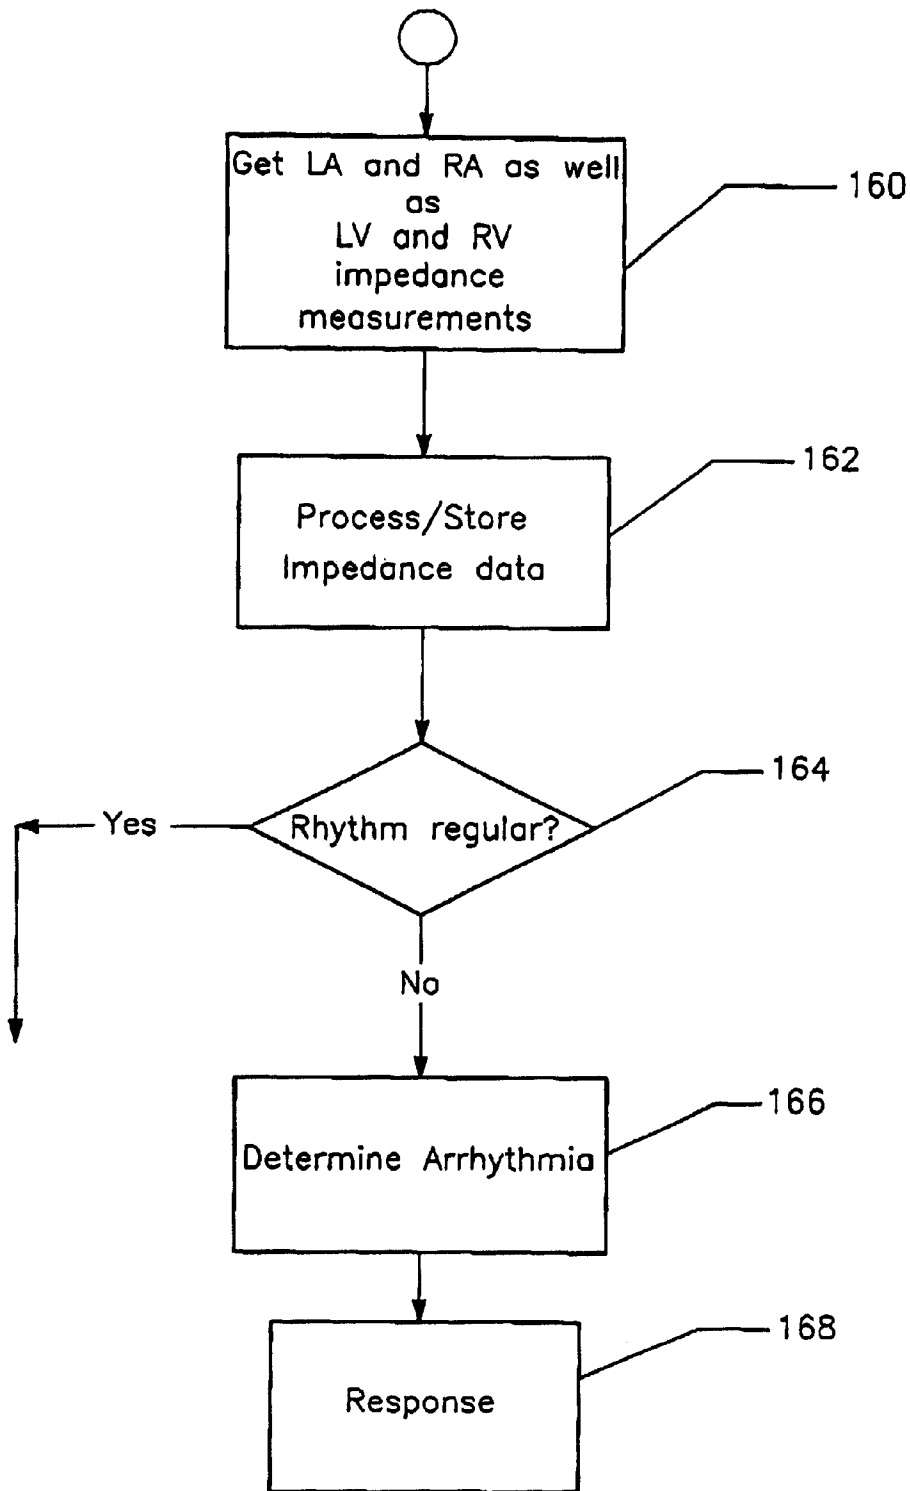 Get LA and RA as well
as
LV and RV
impedance
measurements
160
Process/Store
Impedance data
162
Rhythm regular?
164
Yes
No
Determine Arrhythmia
166
Response
168